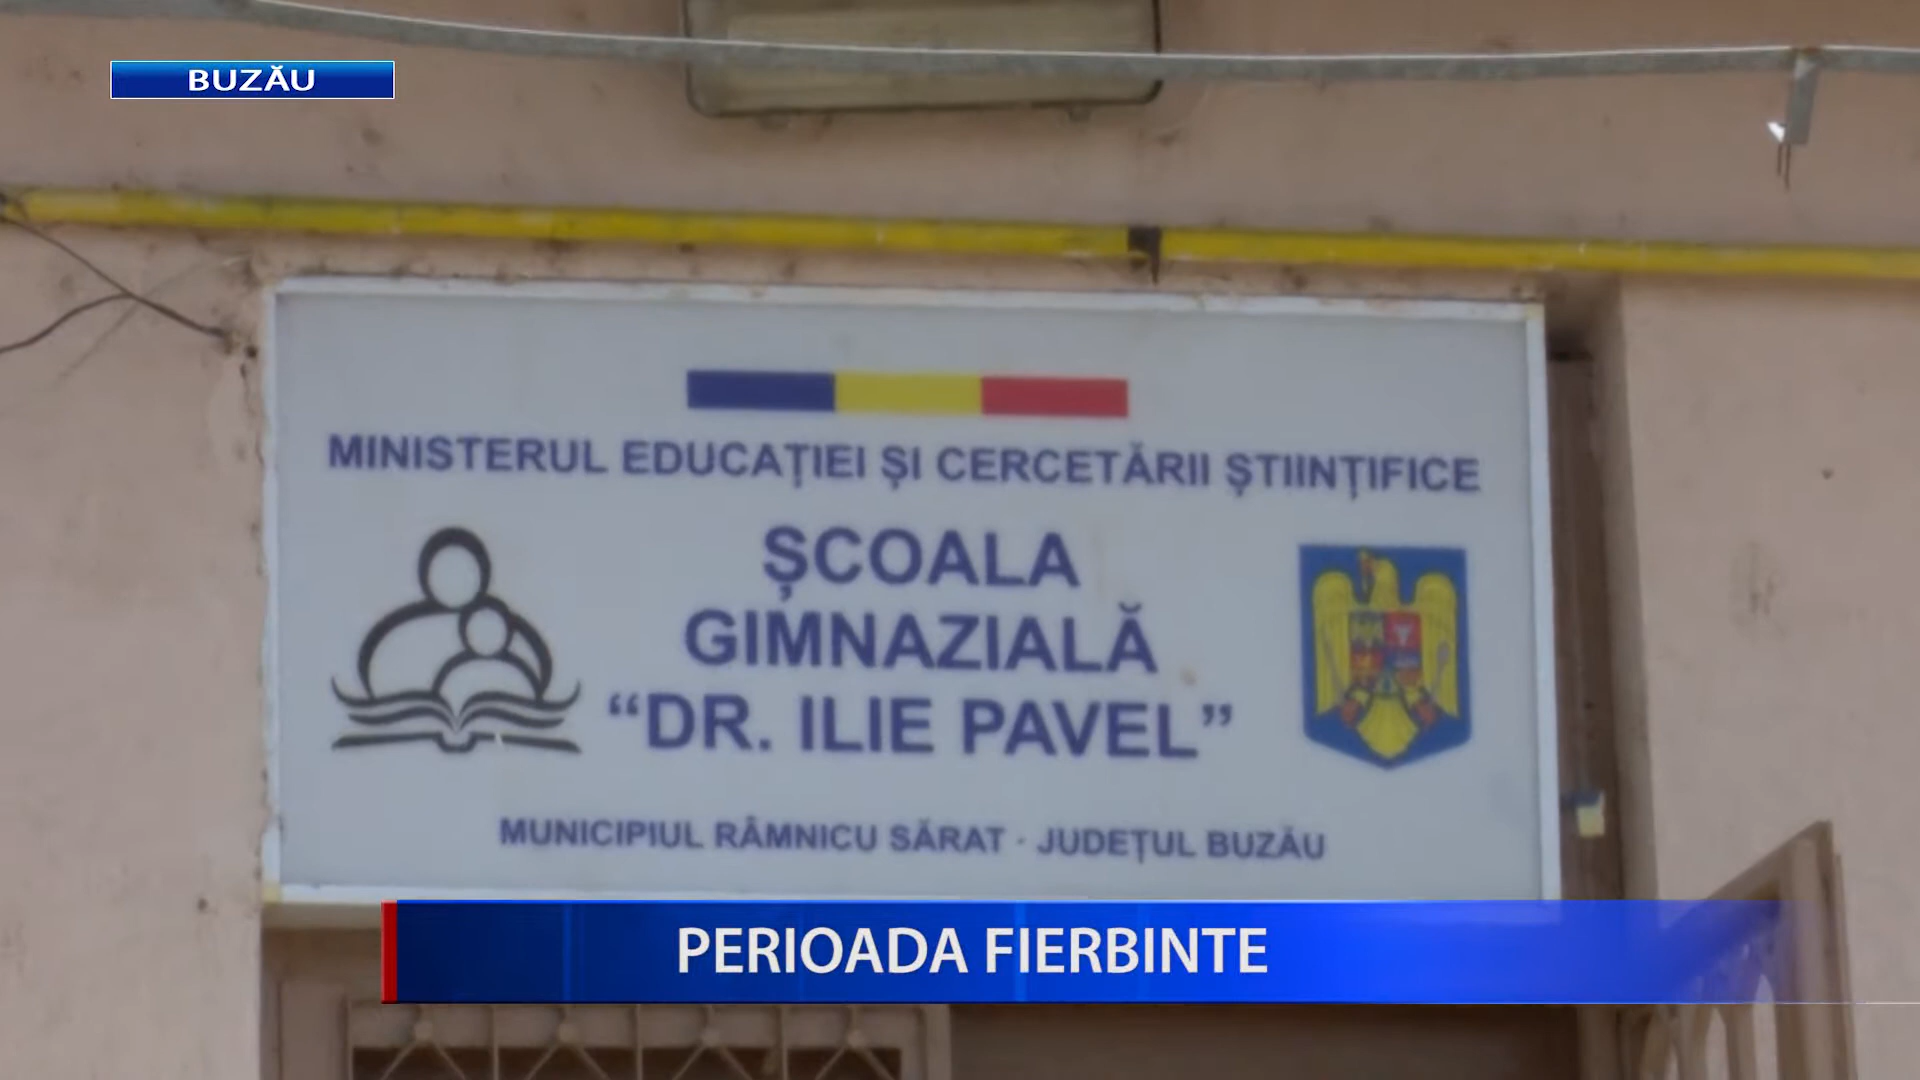 BUZĂU
MINISTERUL EDUCAȚIEI ȘI CERCETĂRII ȘTIINȚIFICE
ȘCOALA
GIMNAZIALĂ
“DR. ILIE PAVEL”
MUNICIPIUL RÂMNICU SĂRAT · JUDEȚUL BUZĂU
PERIOADA FIERBINTE